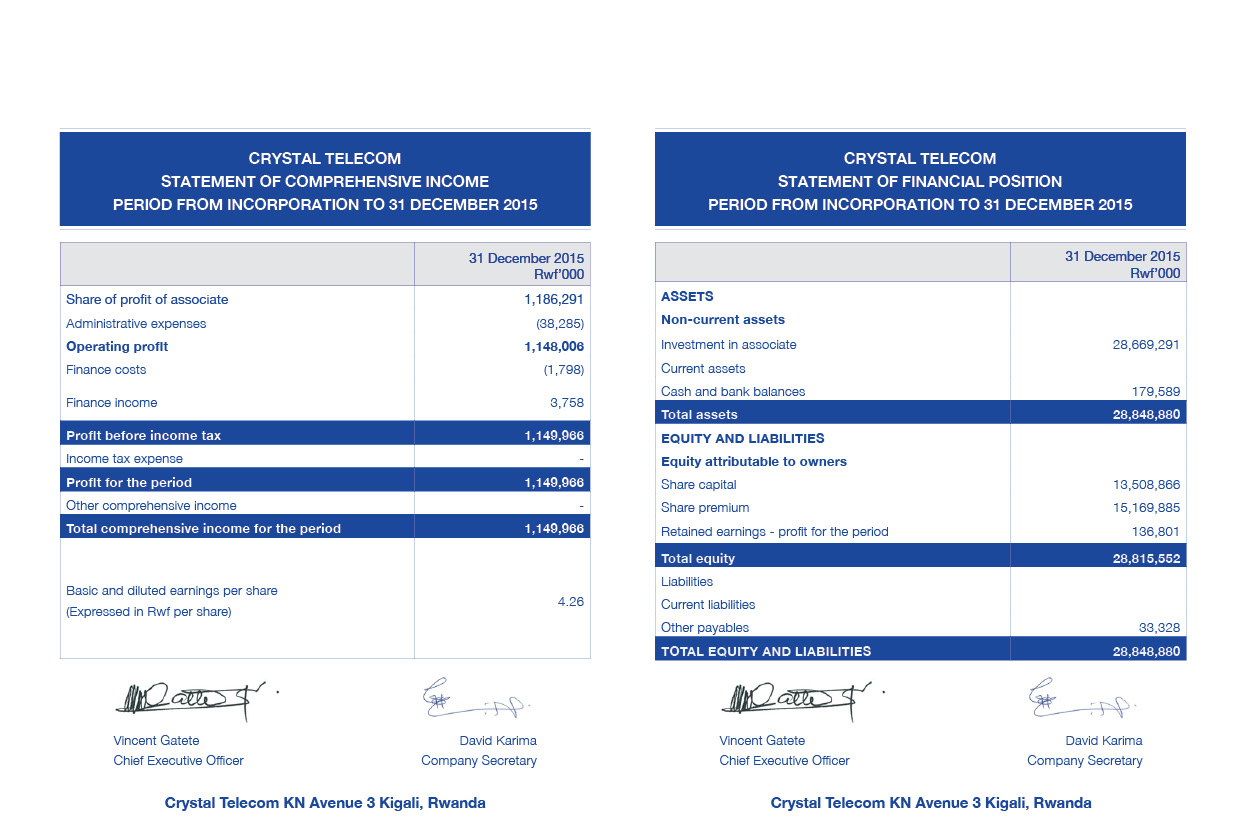 CRYSTAL TELECOM
STATEMENT OF COMPREHENSIVE INCOME
PERIOD FROM INCORPORATION TO 31 DECEMBER 2015
31 December 2015
Rwf'000
Share of profit of associate 1,186,291
Administrative expenses (38,285)
Operating profit 1,148,006
Finance costs (1,798)
Finance income 3,758
Profit before income tax 1,149,966
Income tax expense -
Profit for the period 1,149,966
Other comprehensive income -
Total comprehensive income for the period 1,149,966
Basic and diluted earnings per share
(Expressed in Rwf per share) 4.26
Vincent Gatete
Chief Executive Officer
David Karima
Company Secretary
Crystal Telecom KN Avenue 3 Kigali, Rwanda
CRYSTAL TELECOM
STATEMENT OF FINANCIAL POSITION
PERIOD FROM INCORPORATION TO 31 DECEMBER 2015
31 December 2015
Rwf'000
ASSETS
Non-current assets
Investment in associate 28,669,291
Current assets
Cash and bank balances 179,589
Total assets 28,848,880
EQUITY AND LIABILITIES
Equity attributable to owners
Share capital 13,508,866
Share premium 15,169,885
Retained earnings - profit for the period 136,801
Total equity 28,815,552
Liabilities
Current liabilities
Other payables 33,328
TOTAL EQUITY AND LIABILITIES 28,848,880
Vincent Gatete
Chief Executive Officer
David Karima
Company Secretary
Crystal Telecom KN Avenue 3 Kigali, Rwanda